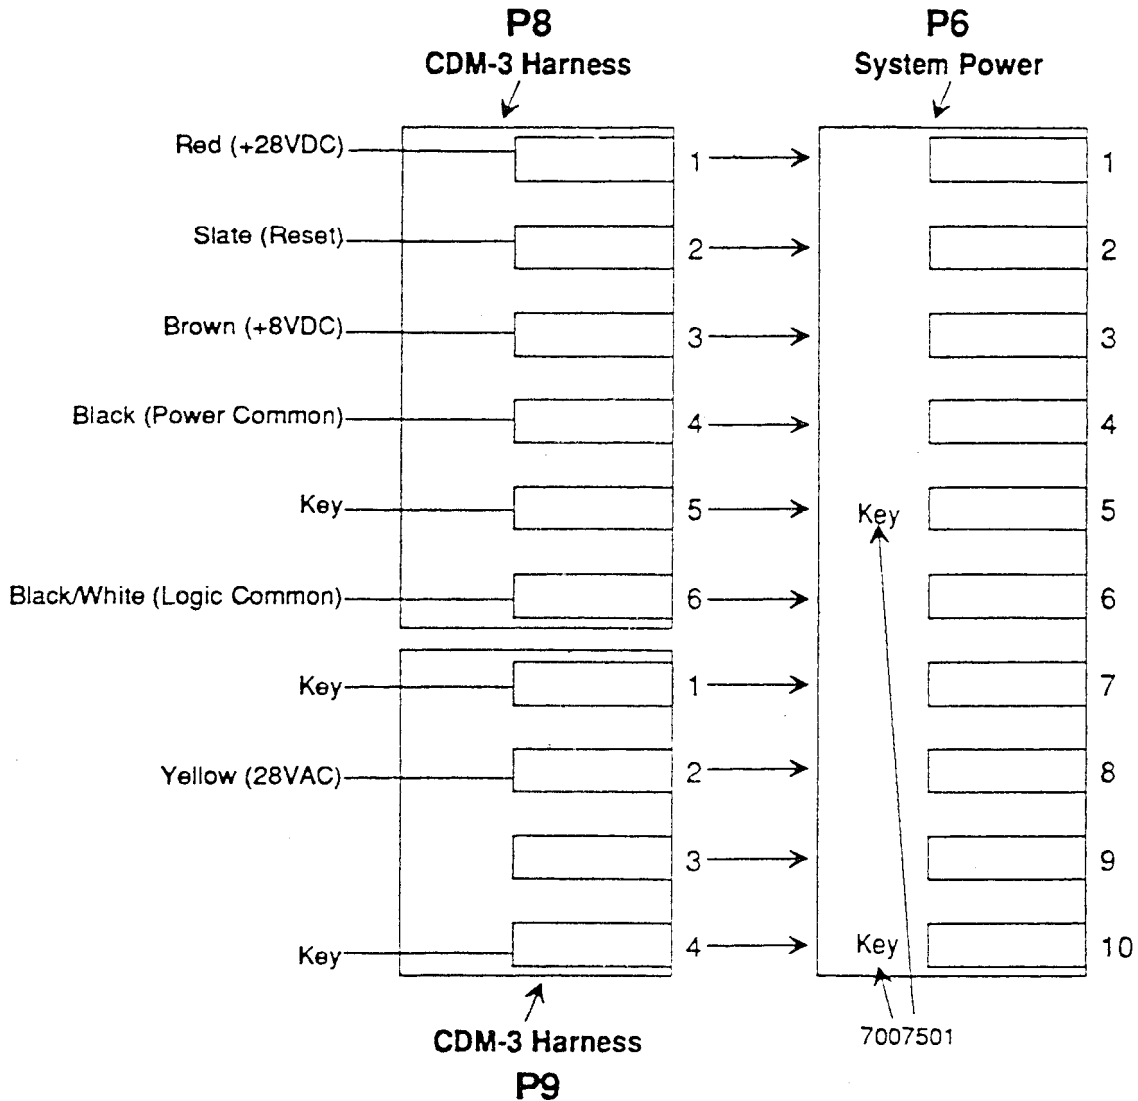 P8
CDM-3 Harness
P6
System Power
Red (+28VDC)
1
1
Slate (Reset)
2
2
Brown (+8VDC)
3
3
Black (Power Common)
4
4
Key
5
Key
5
Black/White (Logic Common)
6
6
Key
1
7
Yellow (28VAC)
2
8
3
9
Key
4
Key
10
CDM-3 Harness
P9
7007501